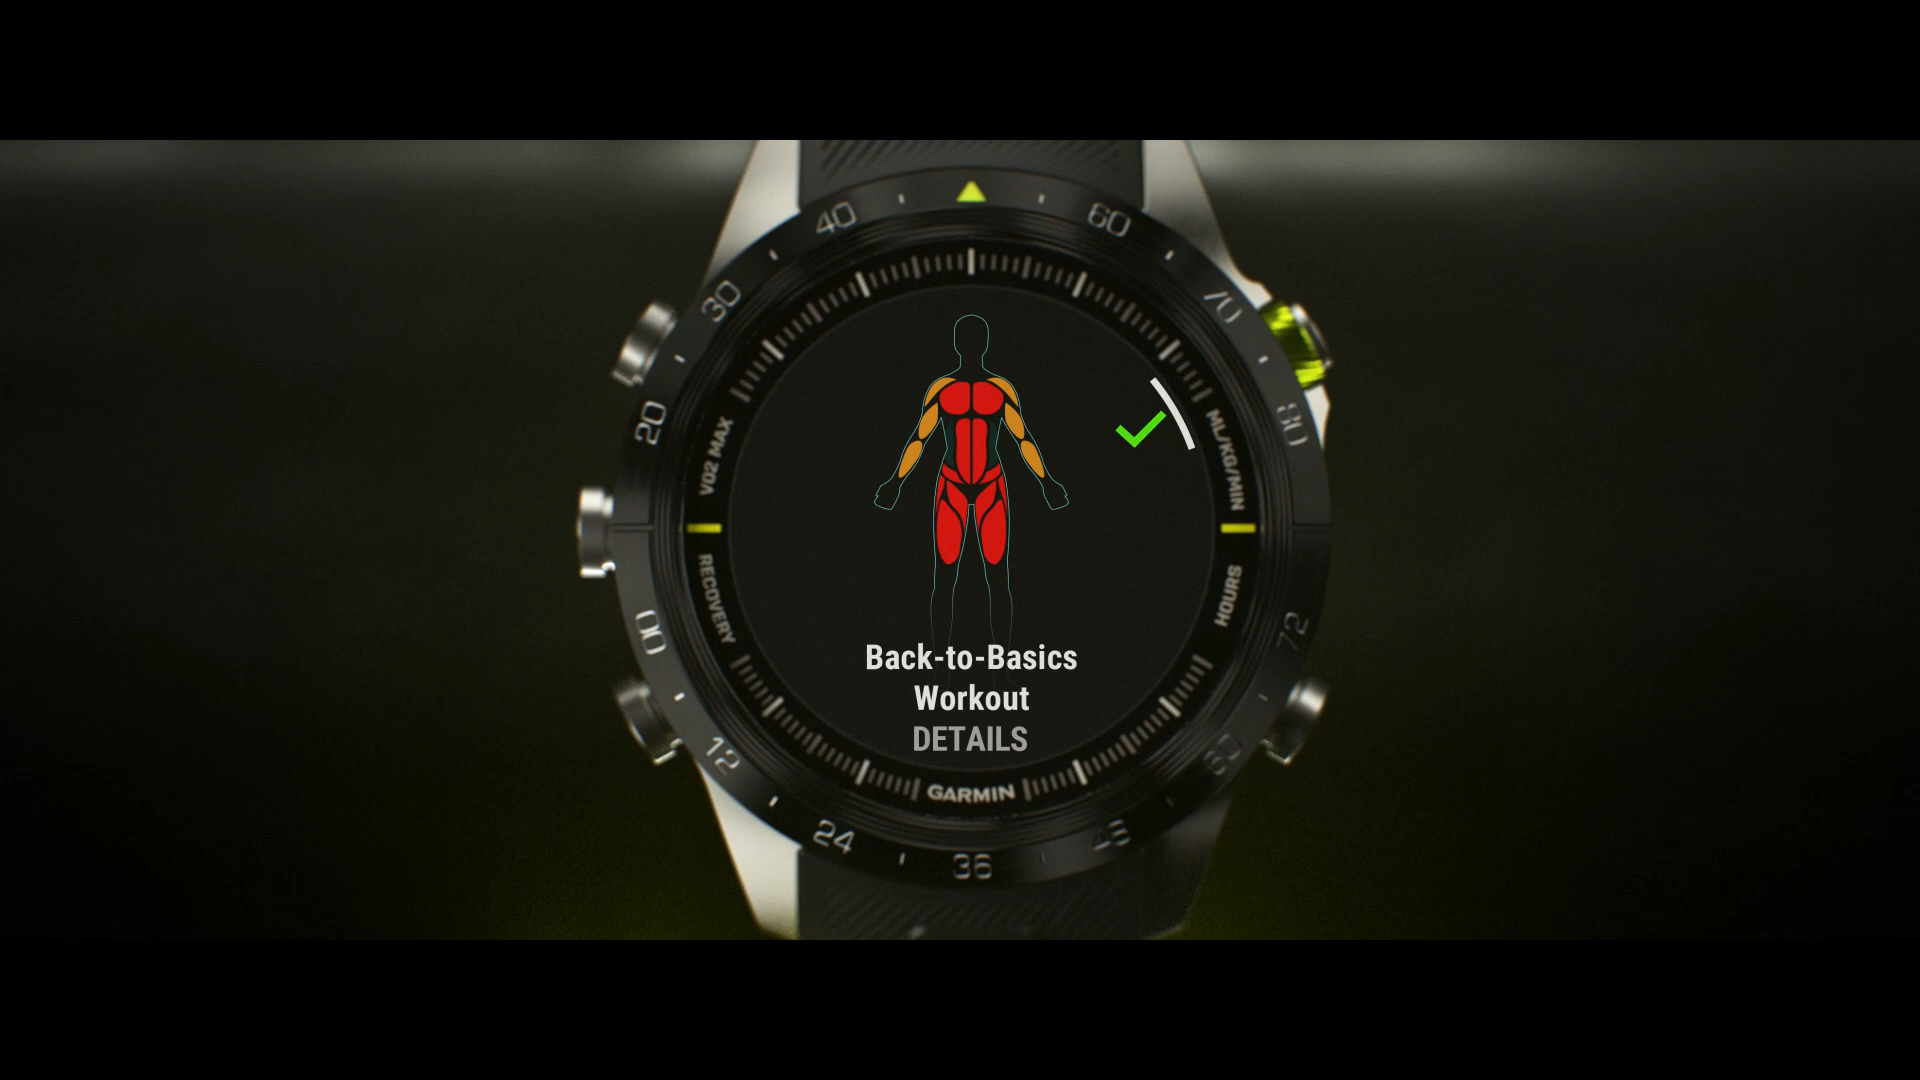 40
60
30
70
20
80
VO2 MAX
ML/KG/MIN
RECOVERY
HOURS
00
72
Back-to-Basics
Workout
DETAILS
12
60
GARMIN
24
48
36